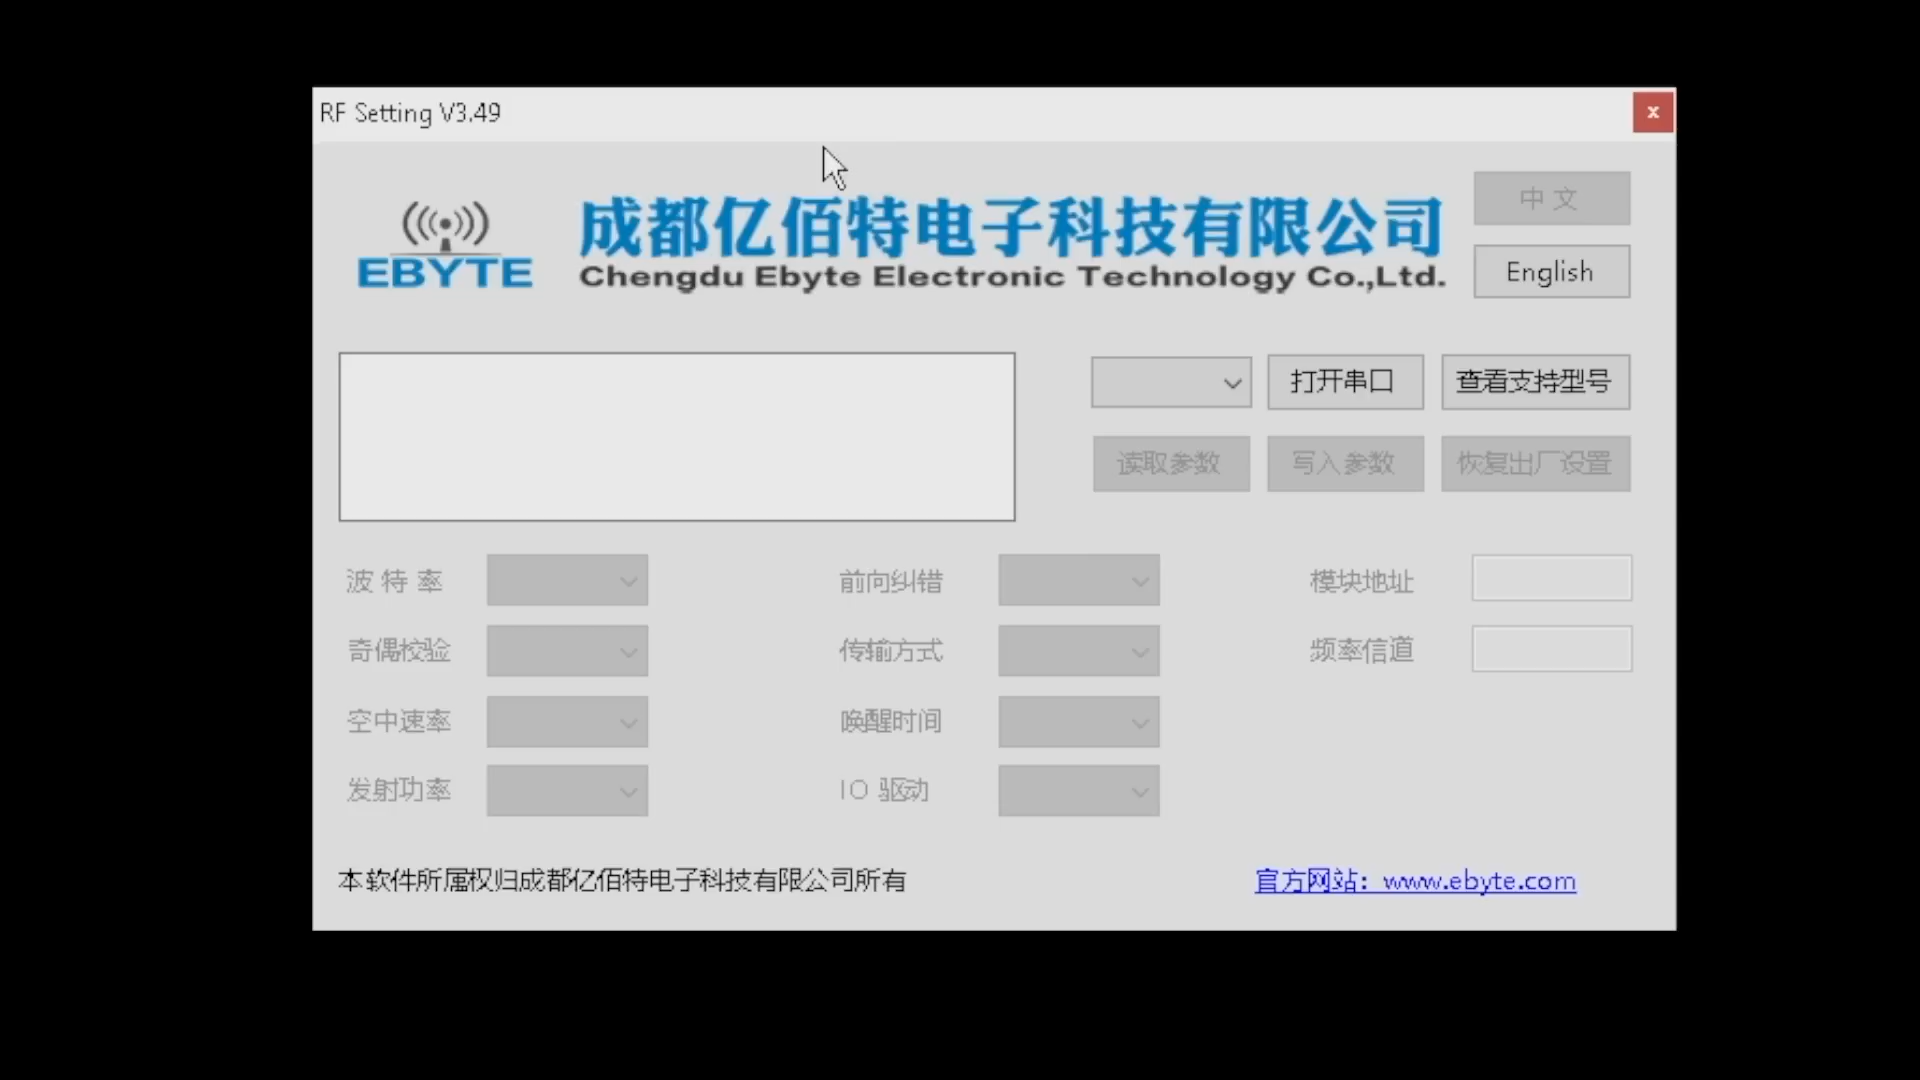 RF Setting V3.49
x
EBYTE
成都亿佰特电子科技有限公司
Chengdu Ebyte Electronic Technology Co.,Ltd.
中 文
English
打开串口
查看支持型号
读取参数
写入参数
恢复出厂设置
波 特 率
前向纠错
模块地址
奇偶校验
传输方式
频率信道
空中速率
唤醒时间
发射功率
IO 驱动
本软件所属权归成都亿佰特电子科技有限公司所有
官方网站：www.ebyte.com